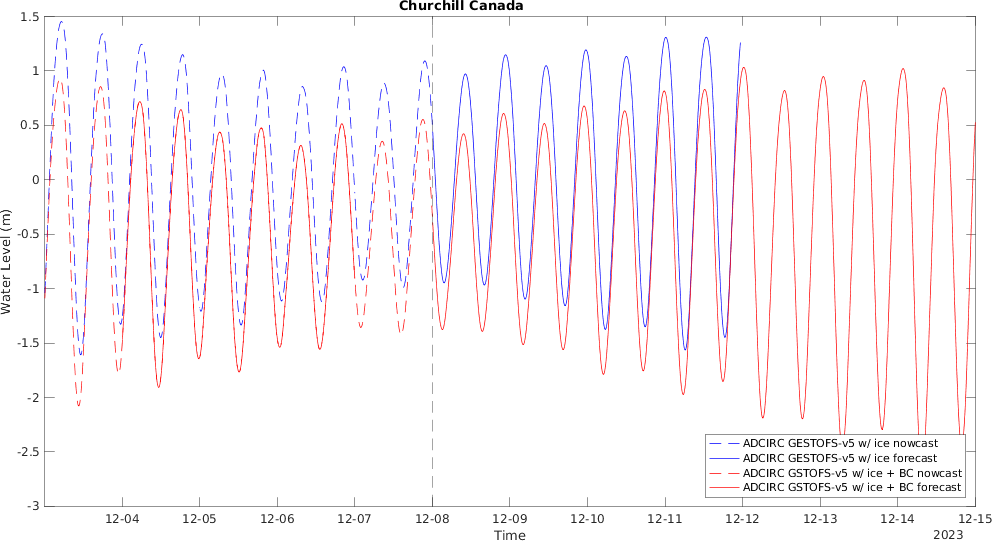 Churchill Canada
1.5
1
0.5
0
-0.5
-1
-1.5
-2
-2.5
-3
Water Level (m)
ADCIRC GESTOFS-v5 w/ ice nowcast
ADCIRC GESTOFS-v5 w/ ice forecast
ADCIRC GSTOFS-v5 w/ ice + BC nowcast
ADCIRC GSTOFS-v5 w/ ice + BC forecast
12-04 12-05 12-06 12-07 12-08 12-09 12-10 12-11 12-12 12-13 12-14 12-15
Time
2023